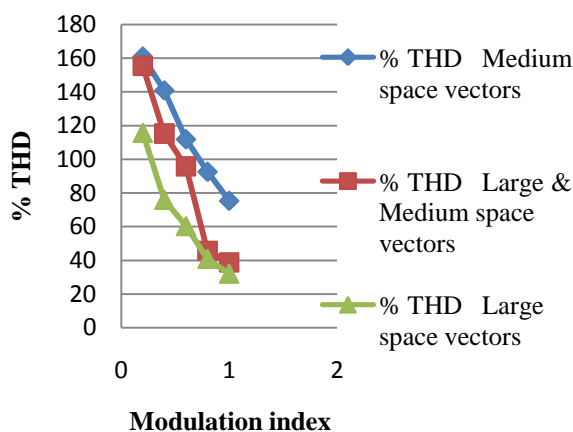 180
160
140
120
100
80
60
40
20
0
% THD
0 1 2
Modulation index
% THD Medium
space vectors
% THD Large &
Medium space
vectors
% THD Large
space vectors